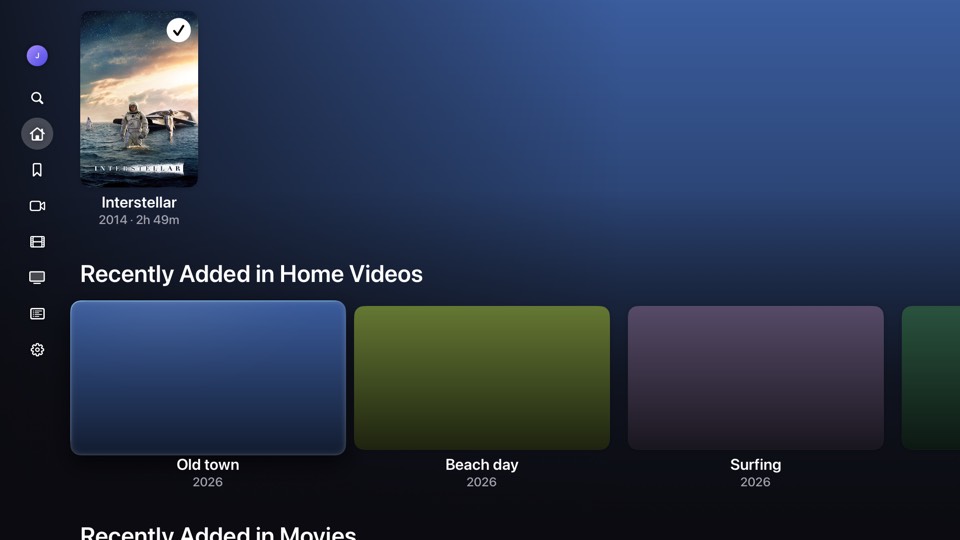 J
INTERSTELLAR
Interstellar
2014 · 2h 49m
Recently Added in Home Videos
Old town
2026
Beach day
2026
Surfing
2026
Recently Added in Movies